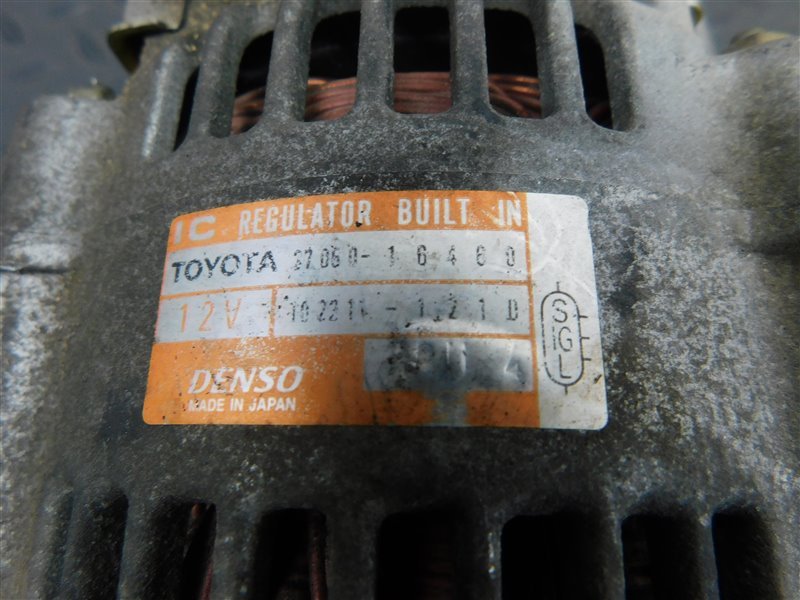 IC REGULATOR BUILT IN
TOYOTA 27060-16460
12V
DENSO
MADE IN JAPAN
S
IG
L